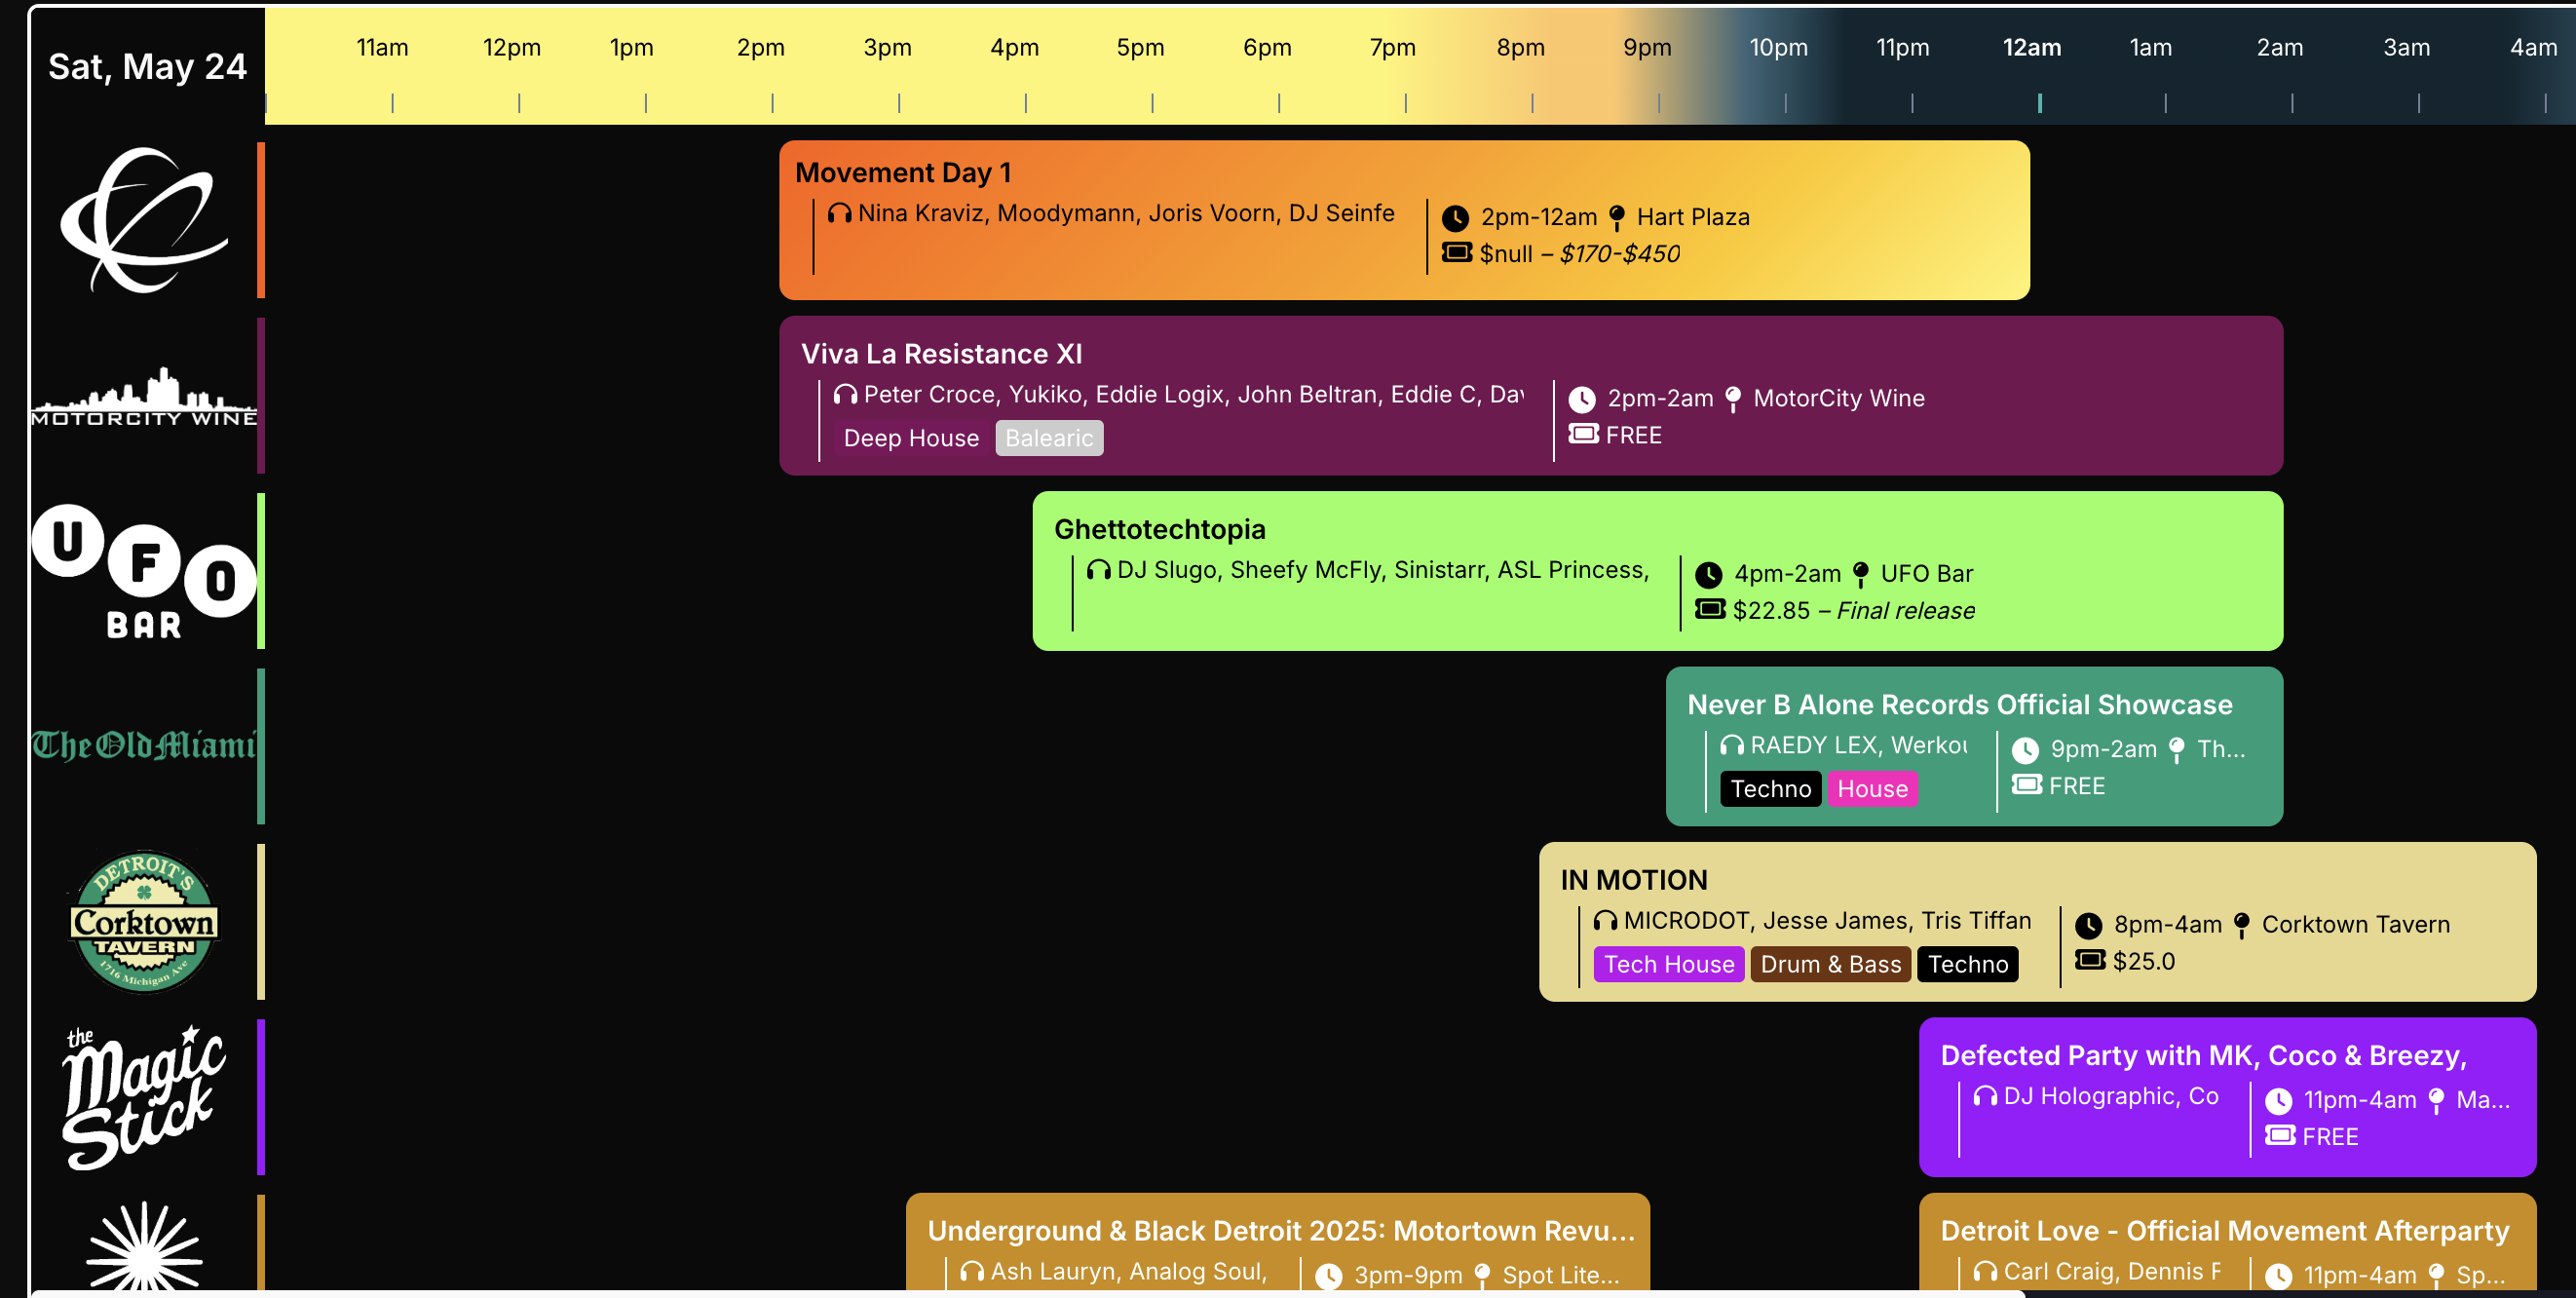 Sat, May 24
11am 12pm 1pm 2pm 3pm 4pm 5pm 6pm 7pm 8pm 9pm 10pm 11pm 12am 1am 2am 3am 4am
Movement Day 1
Nina Kraviz, Moodymann, Joris Voorn, DJ Seinfe
2pm-12am Hart Plaza
$null – $170-$450
MOTORCITY WINE
Viva La Resistance XI
Peter Croce, Yukiko, Eddie Logix, John Beltran, Eddie C, Dav
Deep House Balearic
2pm-2am MotorCity Wine
FREE
UFO
BAR
Ghettotechtopia
DJ Slugo, Sheefy McFly, Sinistarr, ASL Princess,
4pm-2am UFO Bar
$22.85 – Final release
The Old Miami
Never B Alone Records Official Showcase
RAEDY LEX, Werkou
Techno House
9pm-2am Th...
FREE
DETROIT'S
Corktown
TAVERN
1716 Michigan Ave
IN MOTION
MICRODOT, Jesse James, Tris Tiffan
Tech House Drum & Bass Techno
8pm-4am Corktown Tavern
$25.0
the
Magic
Stick
Defected Party with MK, Coco & Breezy,
DJ Holographic, Co
11pm-4am Ma...
FREE
Underground & Black Detroit 2025: Motortown Revu...
Ash Lauryn, Analog Soul,
3pm-9pm Spot Lite...
Detroit Love - Official Movement Afterparty
Carl Craig, Dennis F
11pm-4am Sp...